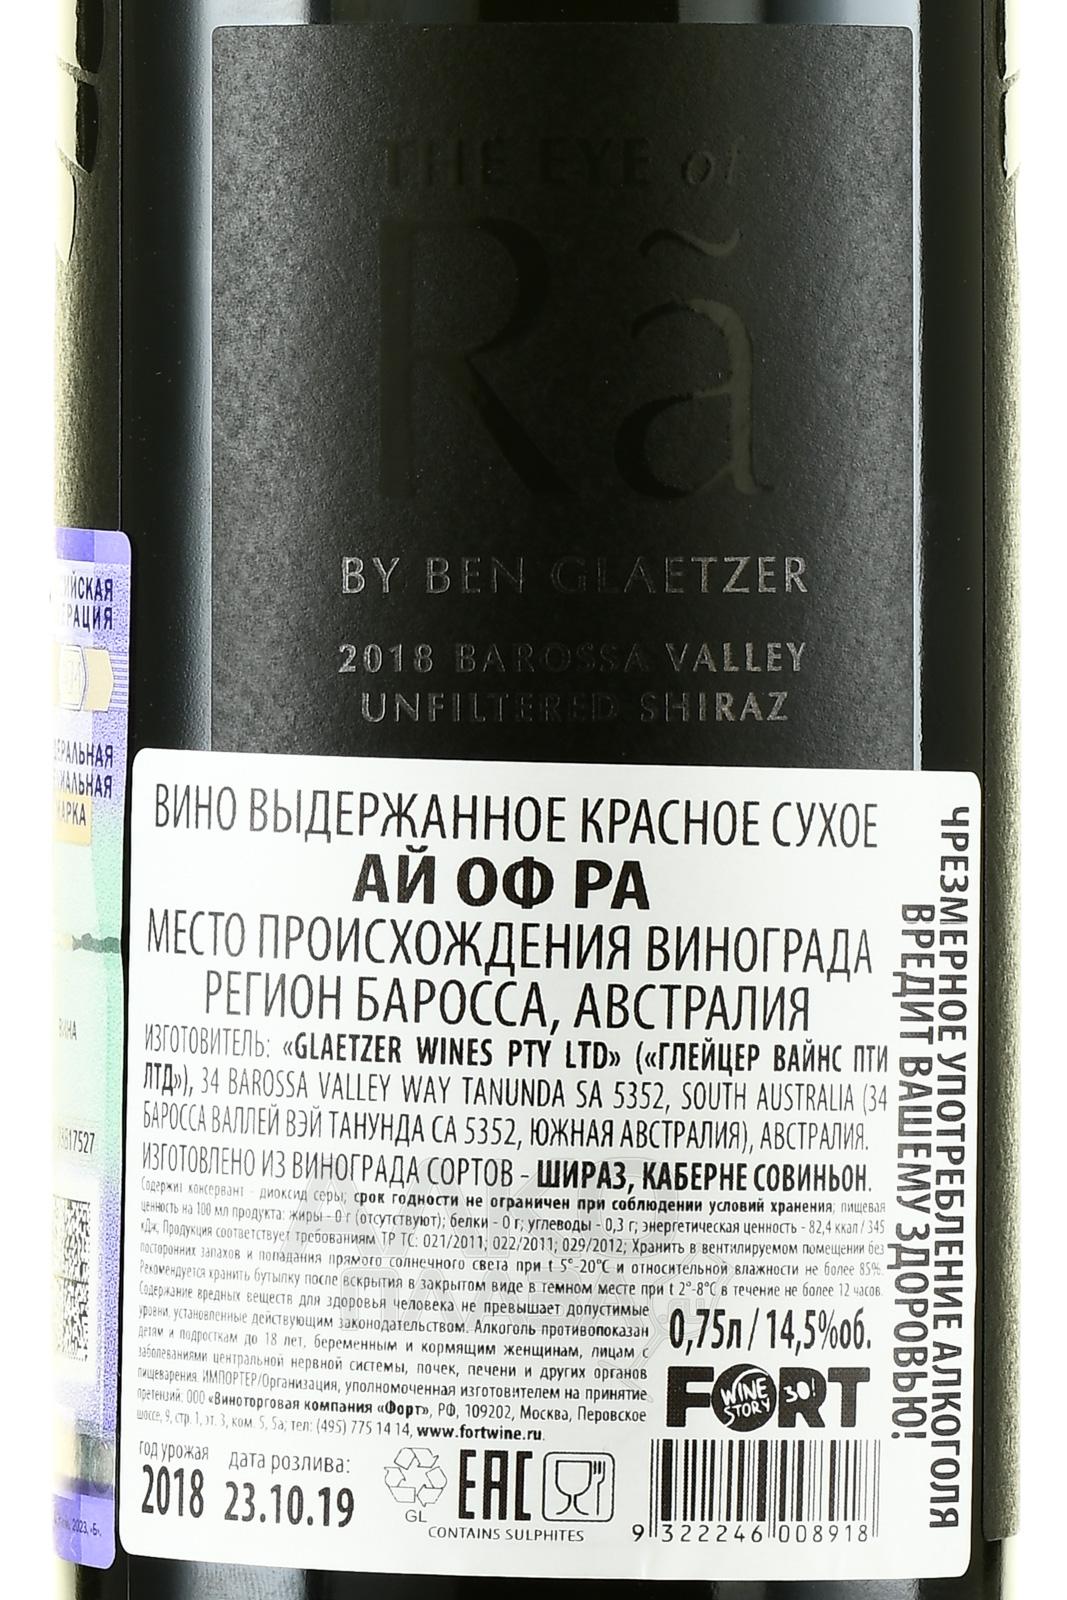 THE EYE of
Rã
BY BEN GLAETZER
2018 BAROSSA VALLEY
UNFILTERED SHIRAZ
ВИНО ВЫДЕРЖАННОЕ КРАСНОЕ СУХОЕ
АЙ ОФ РА
МЕСТО ПРОИСХОЖДЕНИЯ ВИНОГРАДА
РЕГИОН БАРОССА, АВСТРАЛИЯ
ИЗГОТОВИТЕЛЬ: «GLAETZER WINES PTY LTD» («ГЛЕЙЦЕР ВАЙНС ПТИ
ЛТД»), 34 BAROSSA VALLEY WAY TANUNDA SA 5352, SOUTH AUSTRALIA (34
БАРОССА ВАЛЛЕЙ ВЭЙ ТАНУНДА СА 5352, ЮЖНАЯ АВСТРАЛИЯ), АВСТРАЛИЯ.
ИЗГОТОВЛЕНО ИЗ ВИНОГРАДА СОРТОВ - ШИРАЗ, КАБЕРНЕ СОВИНЬОН.
Содержит консервант - диоксид серы; срок годности не ограничен при соблюдении условий хранения; пищевая
ценность на 100 мл продукта: жиры - 0 г (отсутствуют); белки - 0 г; углеводы - 0,3 г; энергетическая ценность - 82,4 ккал / 345
кДж. Продукция соответствует требованиям ТР ТС: 021/2011; 022/2011; 029/2012; Хранить в вентилируемом помещении без
посторонних запахов и попадания прямого солнечного света при t 5°-20°С и относительной влажности не более 85%.
Рекомендуется хранить бутылку после вскрытия в закрытом виде в темном месте при t 2°-8°С в течение не более 12 часов.
Содержание вредных веществ для здоровья человека не превышает допустимые
уровни, установленные действующим законодательством. Алкоголь противопоказан
детям и подросткам до 18 лет, беременным и кормящим женщинам, лицам с
заболеваниями центральной нервной системы, почек, печени и других органов
пищеварения. ИМПОРТЕР/Организация, уполномоченная изготовителем на принятие
претензий: ООО «Виноторговая компания «Форт», РФ, 109202, Москва, Перовское
шоссе, 9, стр. 1, эт. 3, ком. 5, 5а; тел: (495) 775 14 14, www.fortwine.ru.
0,75л / 14,5%об.
FORT
WINE STORY 30!
год урожая
2018
дата розлива:
23.10.19
GL
EAC
CONTAINS SULPHITES
9 322246 008918
ЧРЕЗМЕРНОЕ УПОТРЕБЛЕНИЕ АЛКОГОЛЯ
ВРЕДИТ ВАШЕМУ ЗДОРОВЬЮ!